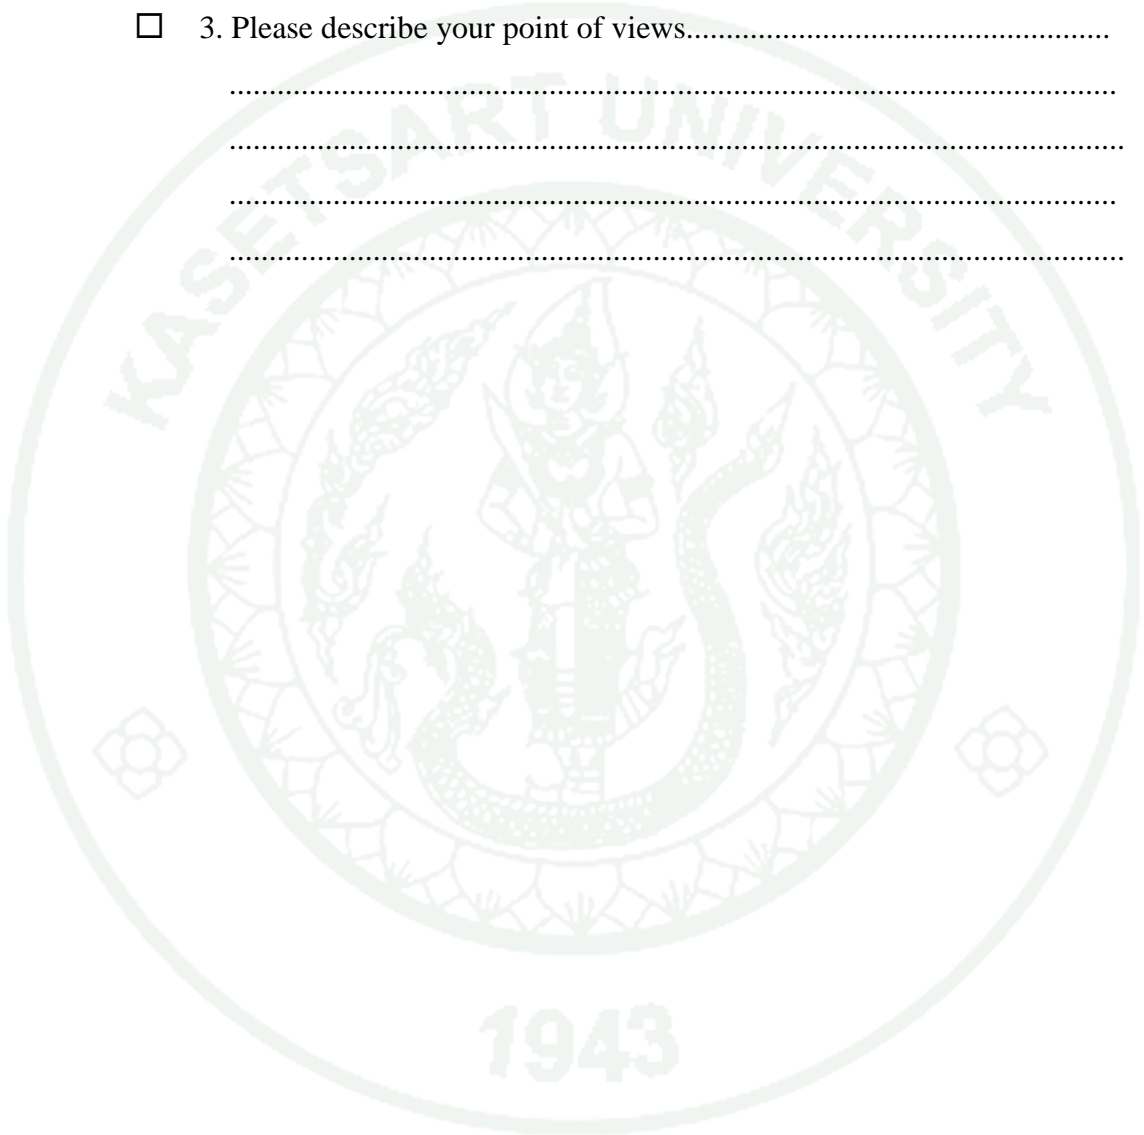 ☐ 3. Please describe your point of views.....................................................
...............................................................................................................
................................................................................................................
...............................................................................................................
................................................................................................................
KASETSART UNIVERSITY
1943